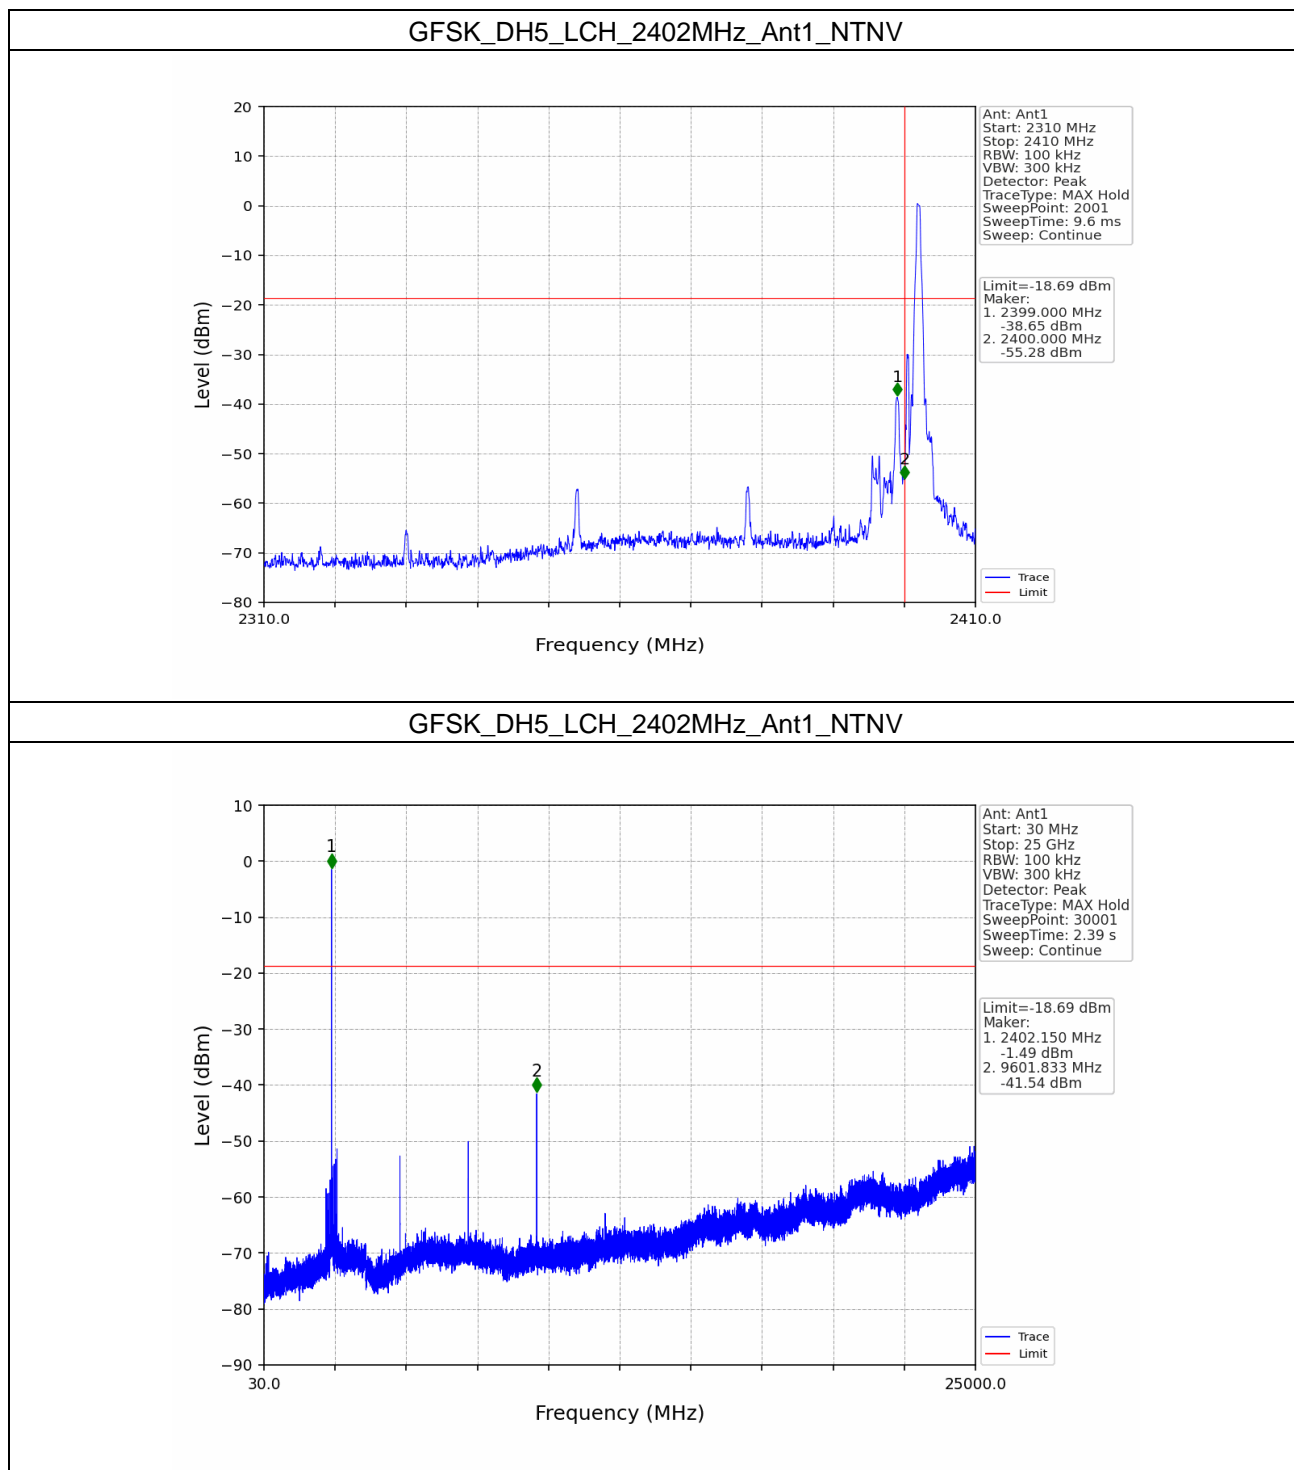 GFSK_DH5_LCH_2402MHz_Ant1_NTNV
20
10
0
−10
−20
−30
−40
−50
−60
−70
−80
Level (dBm)
2310.0
2410.0
Frequency (MHz)
1
2
Ant: Ant1
Start: 2310 MHz
Stop: 2410 MHz
RBW: 100 kHz
VBW: 300 kHz
Detector: Peak
TraceType: MAX Hold
SweepPoint: 2001
SweepTime: 9.6 ms
Sweep: Continue
Limit=-18.69 dBm
Maker:
1. 2399.000 MHz
-38.65 dBm
2. 2400.000 MHz
-55.28 dBm
Trace
Limit
GFSK_DH5_LCH_2402MHz_Ant1_NTNV
10
0
−10
−20
−30
−40
−50
−60
−70
−80
−90
Level (dBm)
30.0
25000.0
Frequency (MHz)
1
2
Ant: Ant1
Start: 30 MHz
Stop: 25 GHz
RBW: 100 kHz
VBW: 300 kHz
Detector: Peak
TraceType: MAX Hold
SweepPoint: 30001
SweepTime: 2.39 s
Sweep: Continue
Limit=-18.69 dBm
Maker:
1. 2402.150 MHz
-1.49 dBm
2. 9601.833 MHz
-41.54 dBm
Trace
Limit